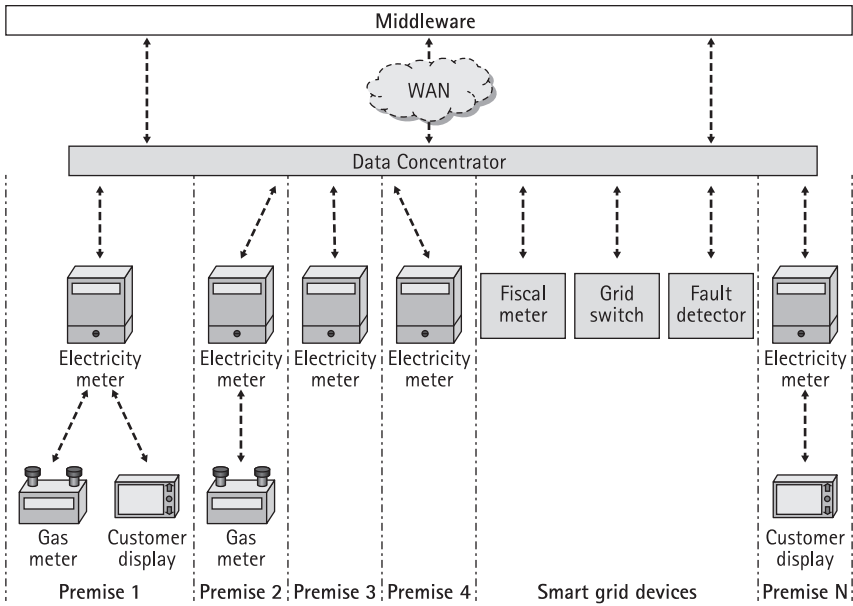 Middleware
WAN
Data Concentrator
Electricity
meter
Electricity
meter
Electricity
meter
Electricity
meter
Fiscal
meter
Grid
switch
Fault
detector
Electricity
meter
Gas
meter
Customer
display
Gas
meter
Customer
display
Premise 1
Premise 2
Premise 3
Premise 4
Smart grid devices
Premise N